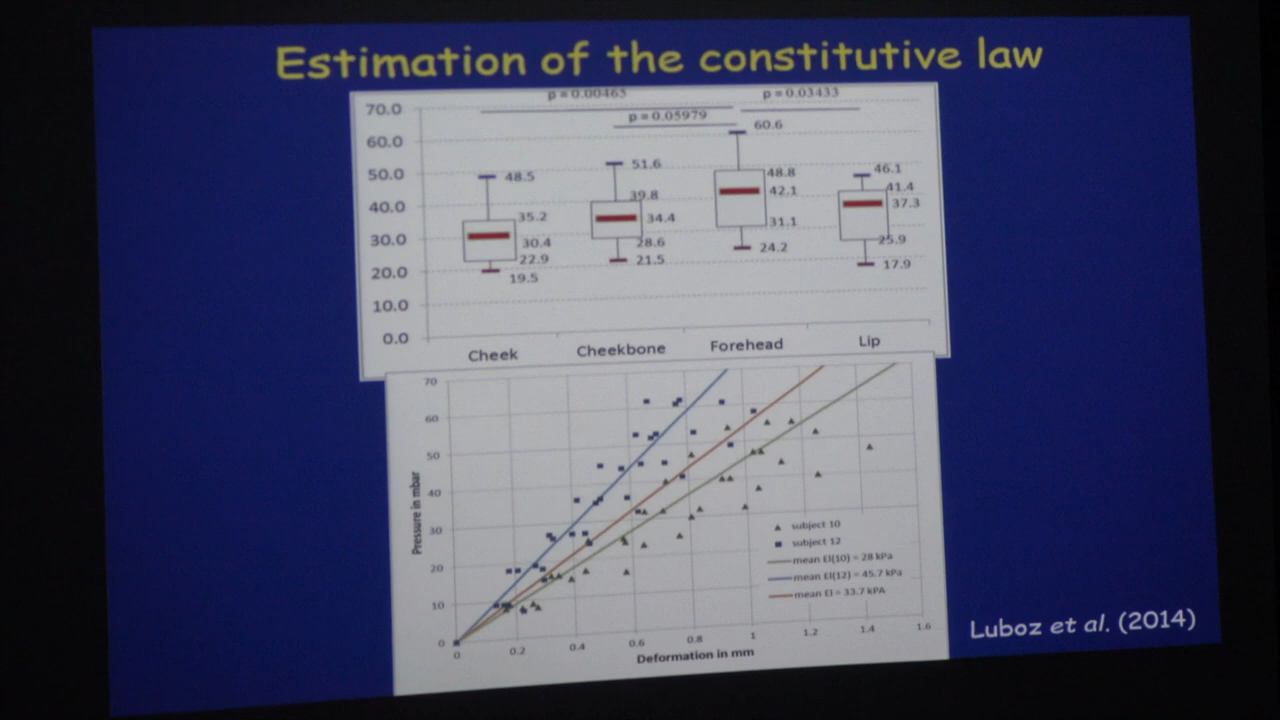 Estimation of the constitutive law
p = 0.00465
p = 0.03433
p = 0.05979
70.0
60.0
50.0
40.0
30.0
20.0
10.0
0.0
48.5
35.2
30.4
22.9
19.5
51.6
39.8
34.4
28.6
21.5
60.6
48.8
42.1
31.1
24.2
46.1
41.4
37.3
25.9
17.9
Cheek
Cheekbone
Forehead
Lip
Pressure in mbar
70
60
50
40
30
20
10
0
subject 10
subject 12
mean EI(10) = 28 kPa
mean EI(12) = 45.7 kPa
mean EI = 33.7 kPA
0 0.2 0.4 0.6 0.8 1 1.2 1.4 1.6
Deformation in mm
Luboz et al. (2014)